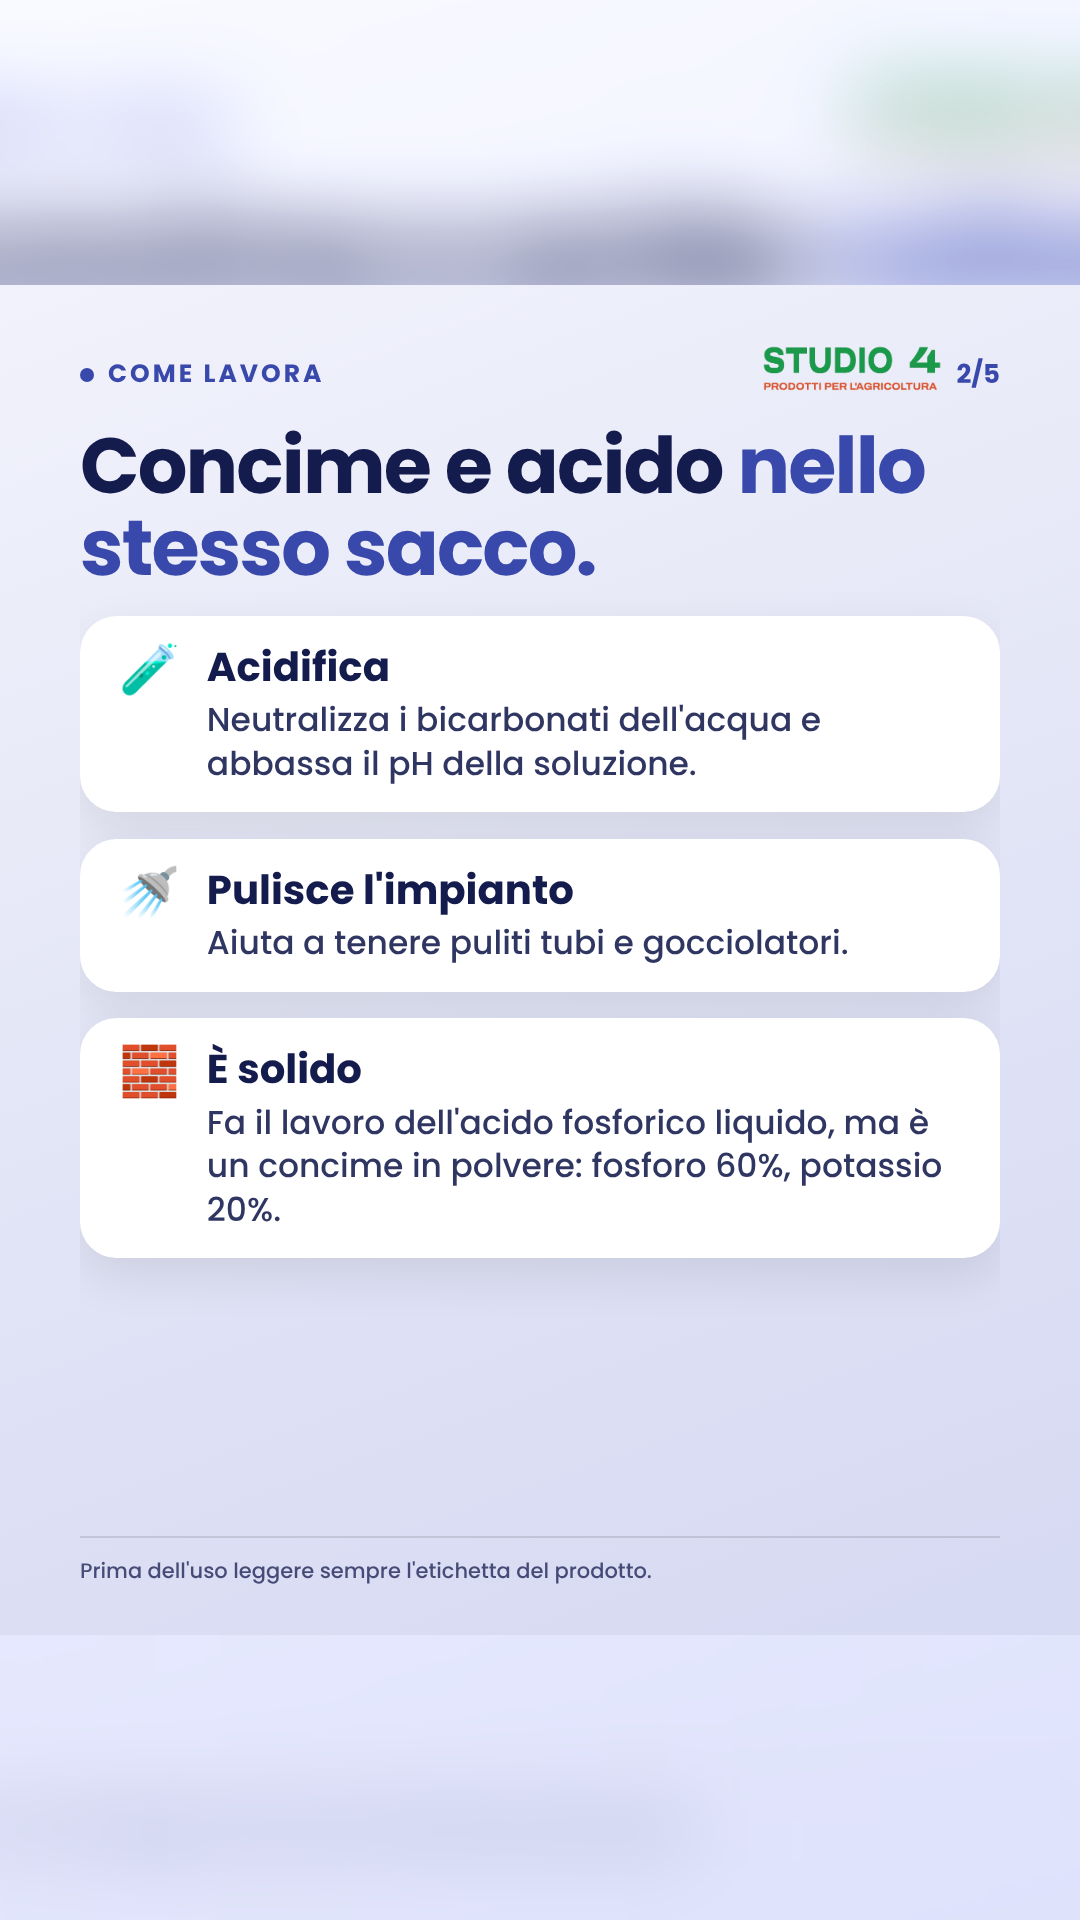 COME LAVORA
STUDIO 4
PRODOTTI PER L'AGRICOLTURA
2/5
Concime e acido nello
stesso sacco.
Acidifica
Neutralizza i bicarbonati dell'acqua e
abbassa il pH della soluzione.
Pulisce l'impianto
Aiuta a tenere puliti tubi e gocciolatori.
È solido
Fa il lavoro dell'acido fosforico liquido, ma è
un concime in polvere: fosforo 60%, potassio
20%.
Prima dell'uso leggere sempre l'etichetta del prodotto.